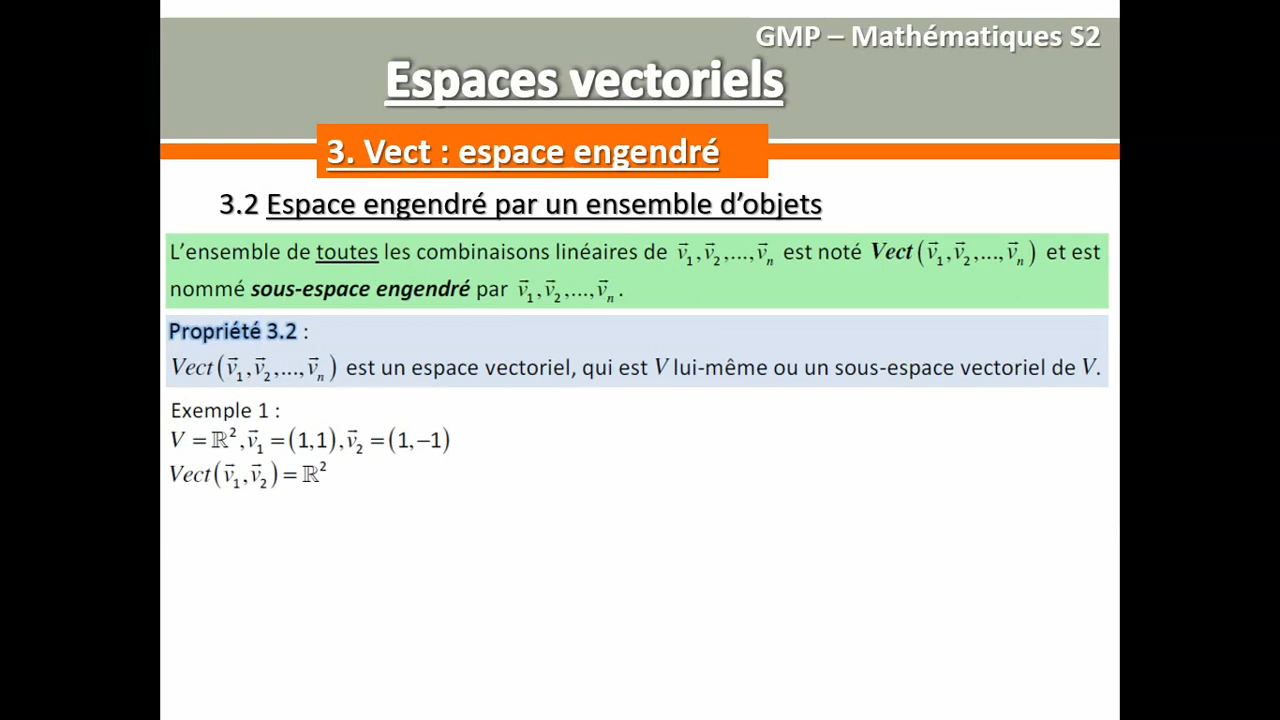 GMP – Mathématiques S2
Espaces vectoriels
3. Vect : espace engendré
3.2 Espace engendré par un ensemble d’objets
L’ensemble de toutes les combinaisons linéaires de v⃗₁,v⃗₂,...,v⃗ₙ est noté Vect(v⃗₁,v⃗₂,...,v⃗ₙ) et est
nommé sous-espace engendré par v⃗₁,v⃗₂,...,v⃗ₙ.
Propriété 3.2 :
Vect(v⃗₁,v⃗₂,...,v⃗ₙ) est un espace vectoriel, qui est V lui-même ou un sous-espace vectoriel de V.
Exemple 1 :
V = ℝ²,v⃗₁ = (1,1),v⃗₂ = (1,−1)
Vect(v⃗₁,v⃗₂) = ℝ²